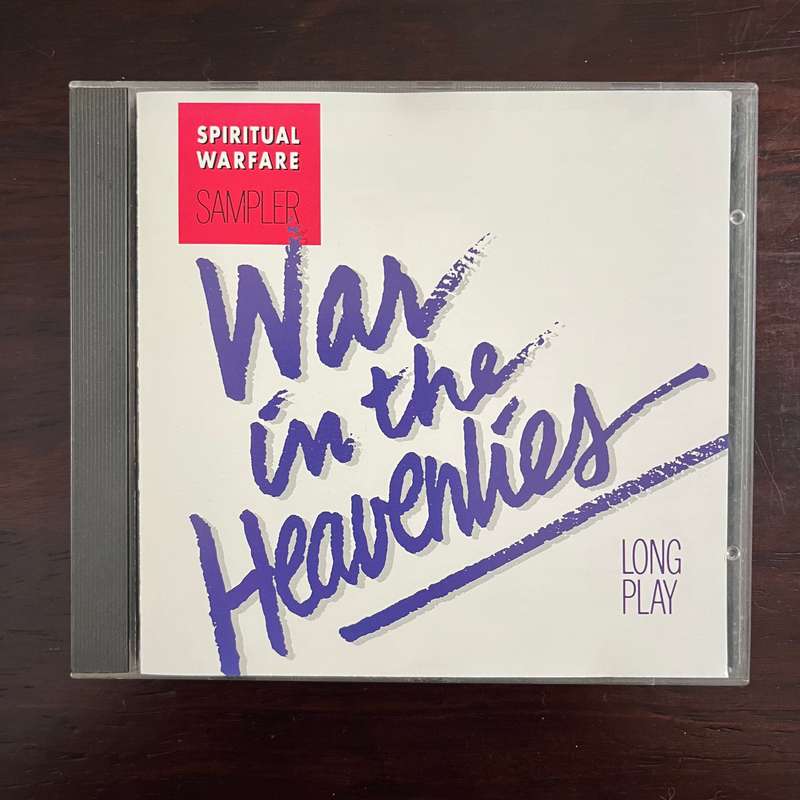 SPIRITUAL
WARFARE
SAMPLER
War
in the
Heavenlies
LONG
PLAY